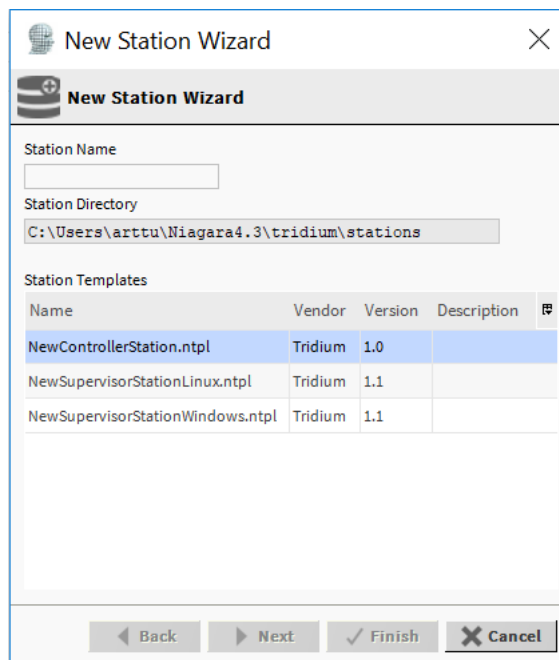 New Station Wizard
New Station Wizard
Station Name
Station Directory
C:\Users\arttu\Niagara4.3\tridium\stations
Station Templates
Name Vendor Version Description
NewControllerStation.ntpl Tridium 1.0
NewSupervisorStationLinux.ntpl Tridium 1.1
NewSupervisorStationWindows.ntpl Tridium 1.1
Back Next Finish Cancel